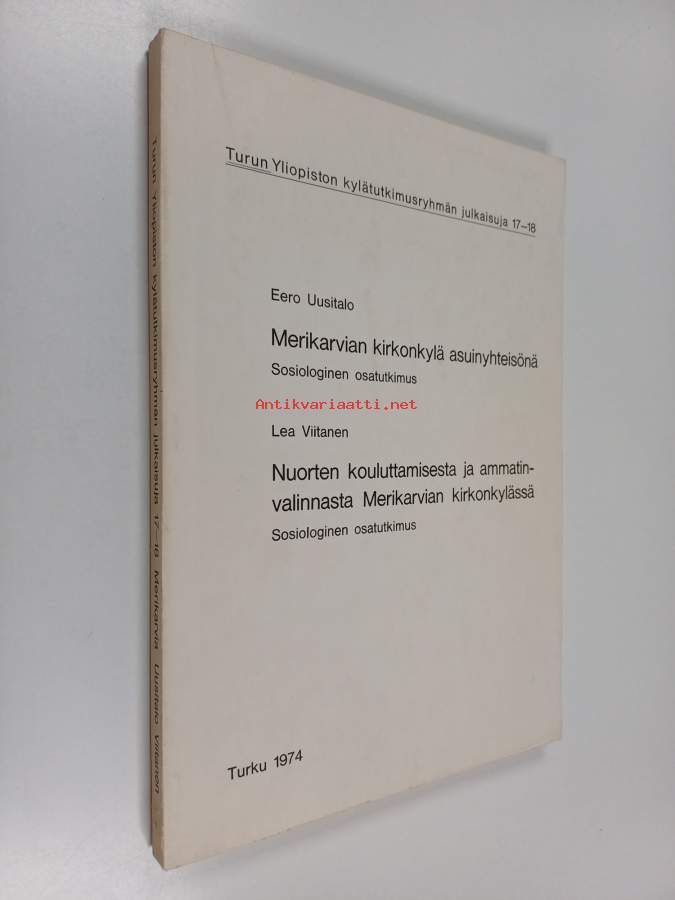 Turun Yliopiston kylätutkimusryhmän julkaisuja 17–18
Eero Uusitalo
Merikarvian kirkonkylä asuinyhteisönä
Sosiologinen osatutkimus
Antikvariaatti.net
Lea Viitanen
Nuorten kouluttamisesta ja ammatin-
valinnasta Merikarvian kirkonkylässä
Sosiologinen osatutkimus
Turku 1974
Turun Yliopiston kylätutkimusryhmän julkaisuja 17–18 Merikarvia Uusitalo Viitanen